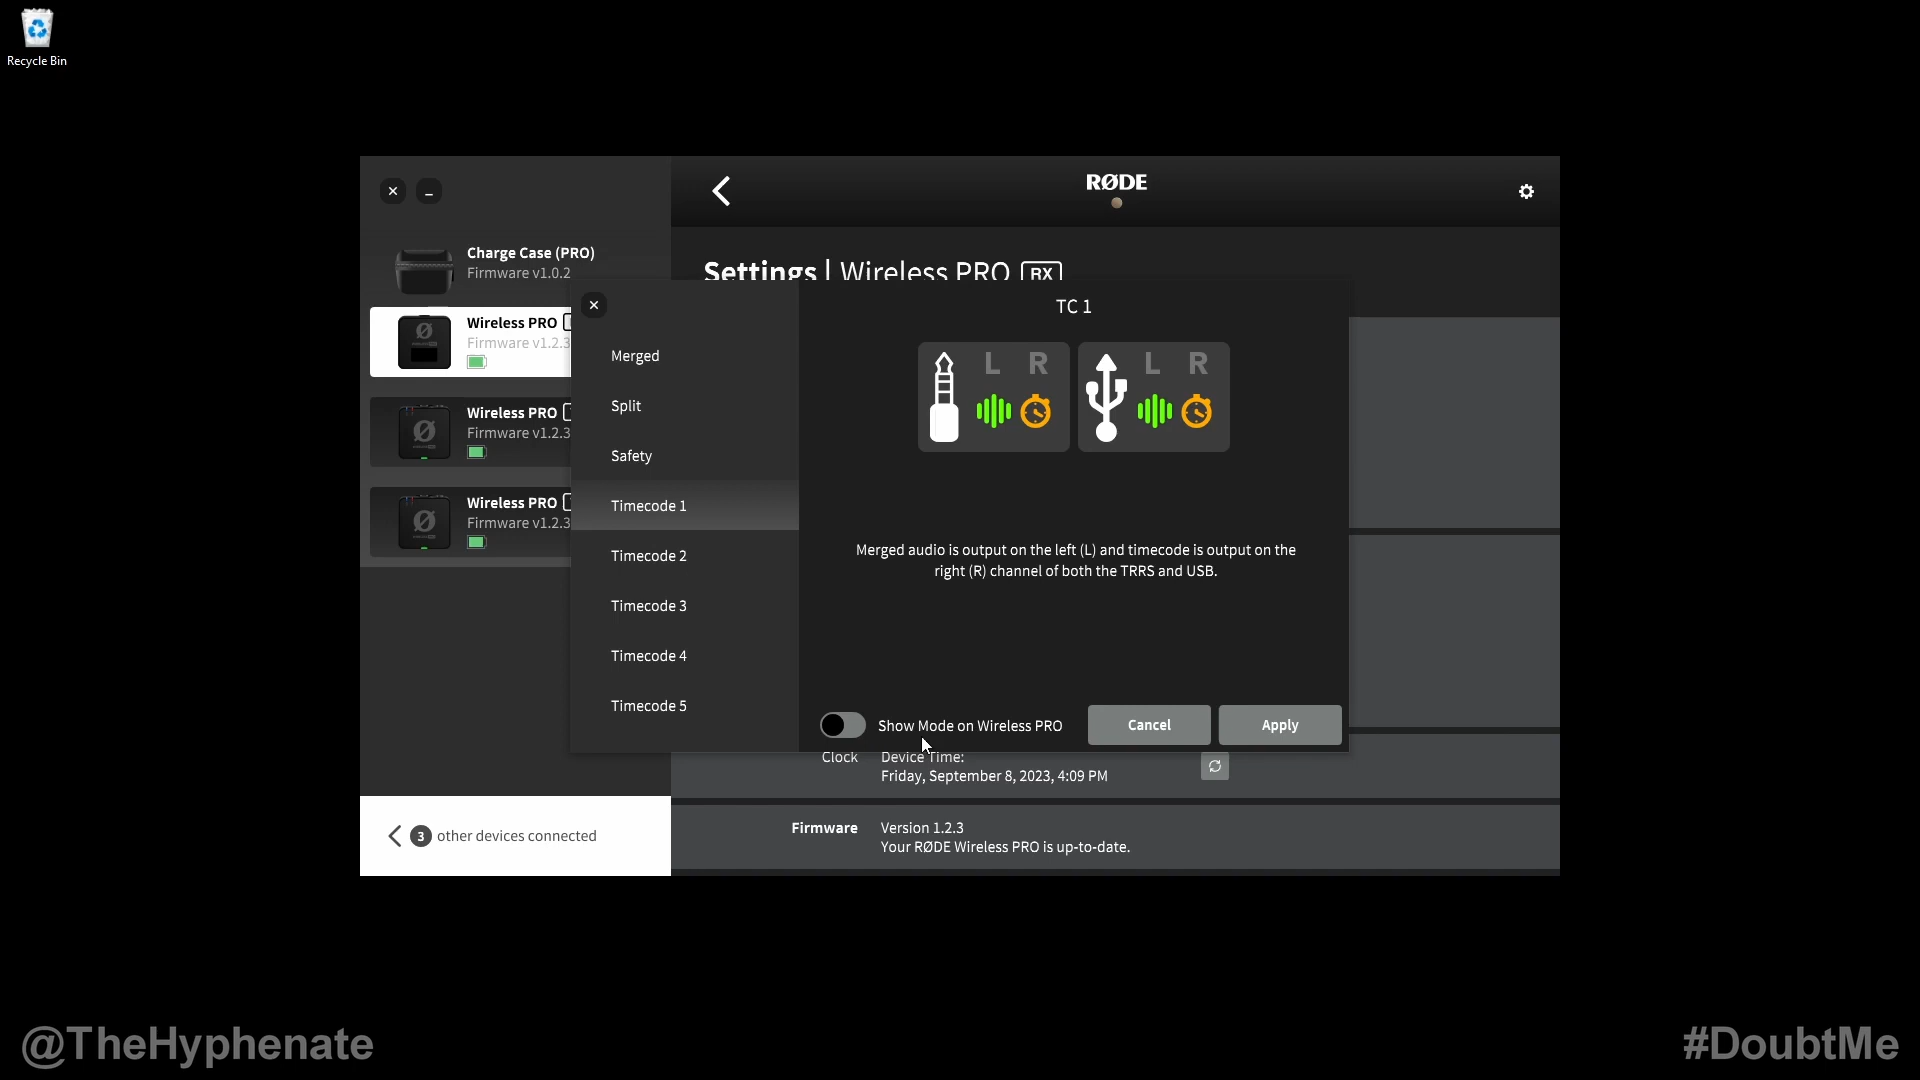 Recycle Bin
RØDE
Charge Case (PRO)
Firmware v1.0.2
Wireless PRO
Firmware v1.2.3
Wireless PRO
Firmware v1.2.3
Wireless PRO
Firmware v1.2.3
3 other devices connected
Settings | Wireless PRO RX
Merged
Split
Safety
Timecode 1
Timecode 2
Timecode 3
Timecode 4
Timecode 5
TC 1
L R
L R
Merged audio is output on the left (L) and timecode is output on the
right (R) channel of both the TRRS and USB.
Show Mode on Wireless PRO
Cancel
Apply
Clock
Device Time:
Friday, September 8, 2023, 4:09 PM
Firmware
Version 1.2.3
Your RØDE Wireless PRO is up-to-date.
@TheHyphenate
#DoubtMe